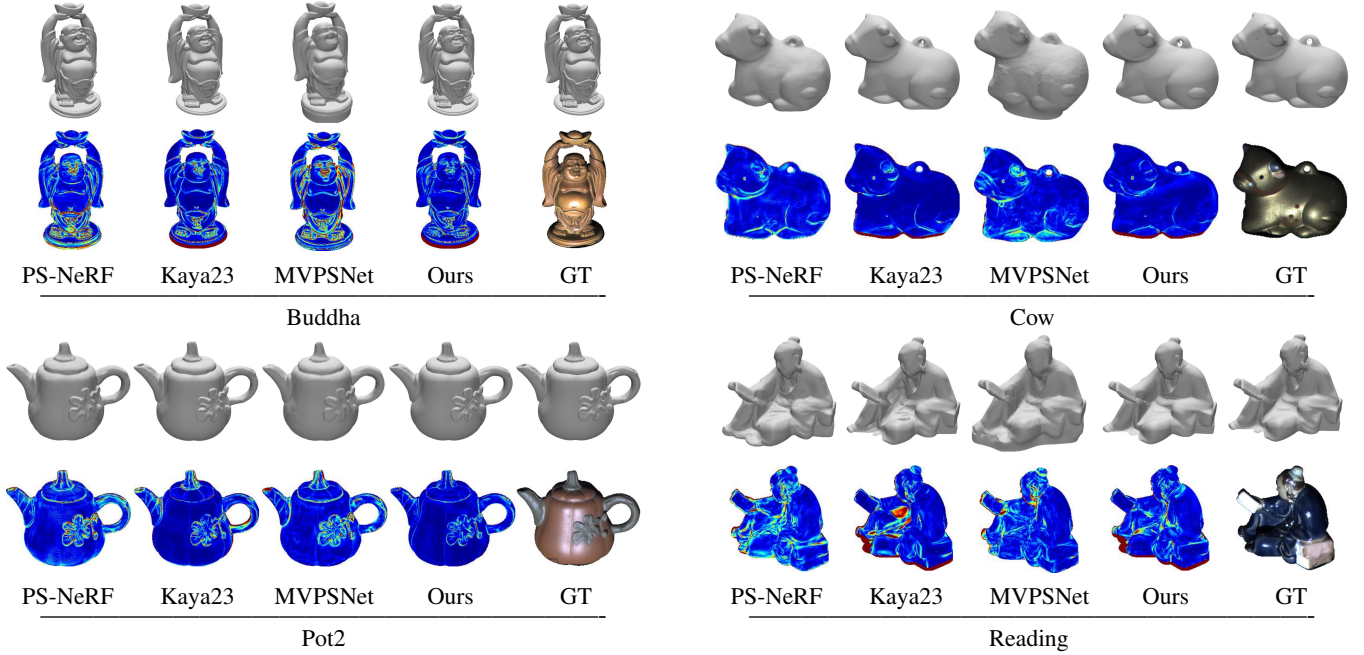 PS-NeRF Kaya23 MVPSNet Ours GT
Buddha
PS-NeRF Kaya23 MVPSNet Ours GT
Cow
PS-NeRF Kaya23 MVPSNet Ours GT
Pot2
PS-NeRF Kaya23 MVPSNet Ours GT
Reading